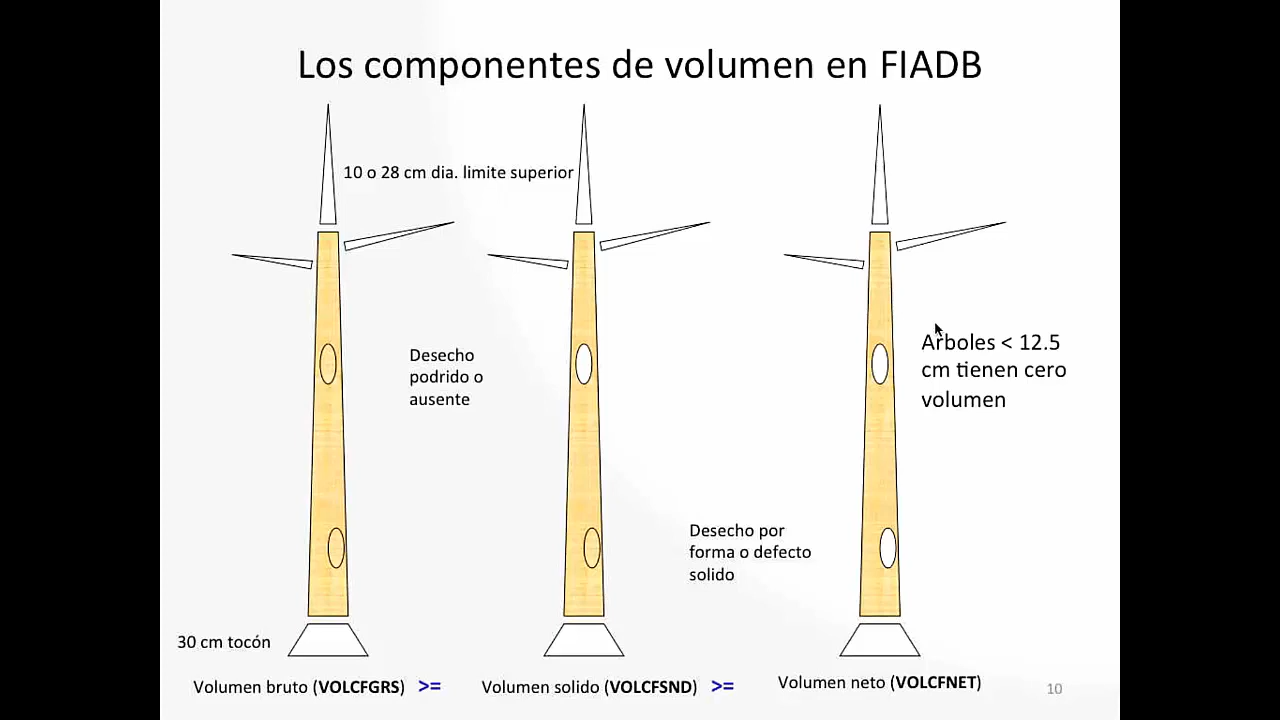 Los componentes de volumen en FIADB
10 o 28 cm dia. limite superior
Desecho
podrido o
ausente
Arboles < 12.5
cm tienen cero
volumen
Desecho por
forma o defecto
solido
30 cm tocón
Volumen bruto (VOLCFGRS) >= Volumen solido (VOLCFSND) >= Volumen neto (VOLCFNET)
10